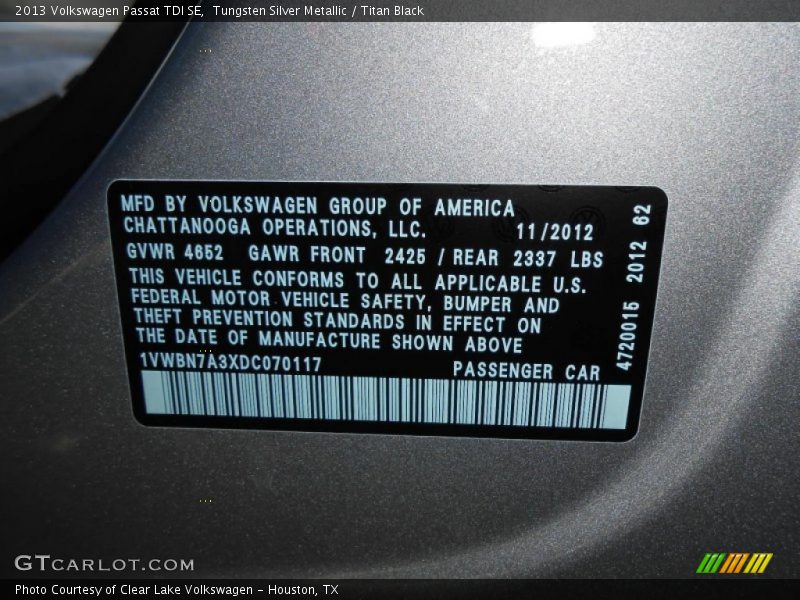 2013 Volkswagen Passat TDI SE,  Tungsten Silver Metallic / Titan Black
MFD BY VOLKSWAGEN GROUP OF AMERICA
CHATTANOOGA OPERATIONS, LLC. 11/2012
GVWR 4652 GAWR FRONT 2425 / REAR 2337 LBS
THIS VEHICLE CONFORMS TO ALL APPLICABLE U.S.
FEDERAL MOTOR VEHICLE SAFETY, BUMPER AND
THEFT PREVENTION STANDARDS IN EFFECT ON
THE DATE OF MANUFACTURE SHOWN ABOVE
1VWBN7A3XDC070117 PASSENGER CAR
4720015 2012 62
GTCARLOT.COM
Photo Courtesy of Clear Lake Volkswagen - Houston, TX